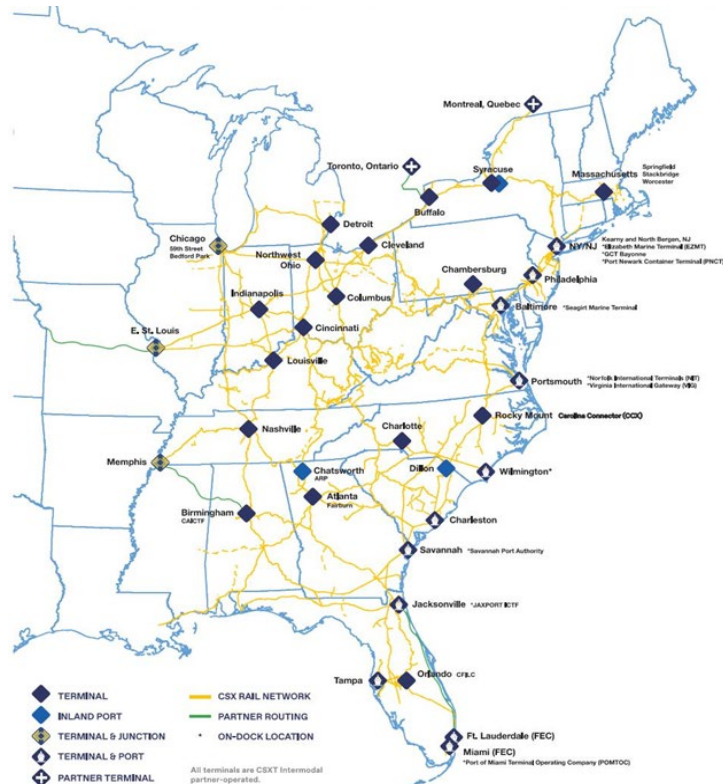 Montreal, Quebec
Toronto, Ontario
Syracuse
Massachusetts
Springfield
Stackbridge
Worcester
Buffalo
Detroit
Chicago
59th Street
Bedford Park
Cleveland
NY/NJ
Kearny and North Bergen, NJ
*Elizabeth Marine Terminal (EZMT)
*GCT Bayonne
*Port Newark Container Terminal (PNCT)
Northwest
Ohio
Chambersburg
Philadelphia
Indianapolis
Columbus
Baltimore
*Seagirt Marine Terminal
E. St. Louis
Cincinnati
Louisville
Portsmouth
*Norfolk International Terminals (NIT)
*Virginia International Gateway (VIG)
Rocky Mount
Carolina Connector (CCX)
Nashville
Charlotte
Memphis
Chatsworth
ARP
Dillon
Wilmington*
Atlanta
Fairburn
Birmingham
CAICTF
Charleston
Savannah
*Savannah Port Authority
Jacksonville
*JAXPORT ICTF
Tampa
Orlando CFILC
Ft. Lauderdale (FEC)
Miami (FEC)
*Port of Miami Terminal Operating Company (POMTOC)
TERMINAL
INLAND PORT
TERMINAL & JUNCTION
TERMINAL & PORT
PARTNER TERMINAL
CSX RAIL NETWORK
PARTNER ROUTING
ON-DOCK LOCATION
All terminals are CSXT Intermodal
partner-operated.